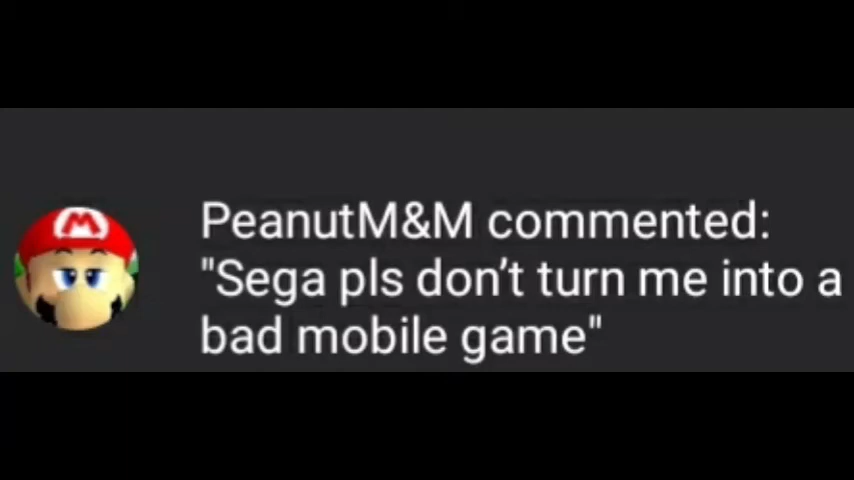 PeanutM&M commented:
"Sega pls don’t turn me into a
bad mobile game"